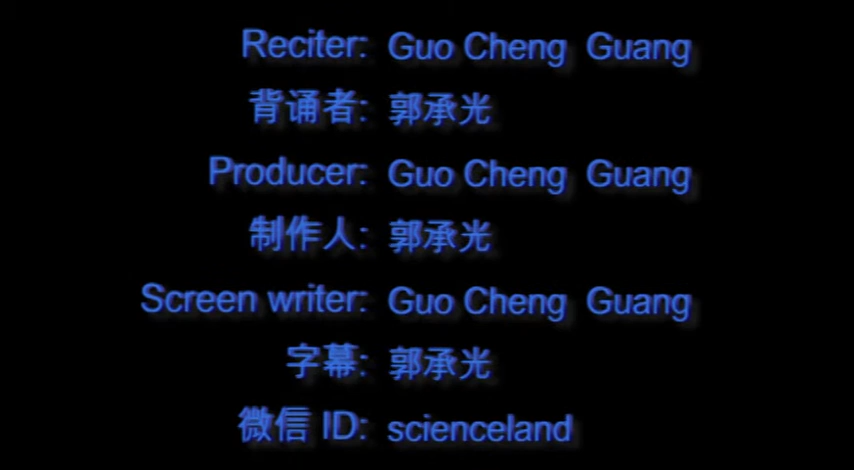 Reciter: Guo Cheng Guang
背诵者: 郭承光
Producer: Guo Cheng Guang
制作人: 郭承光
Screen writer: Guo Cheng Guang
字幕: 郭承光
微信 ID: scienceland